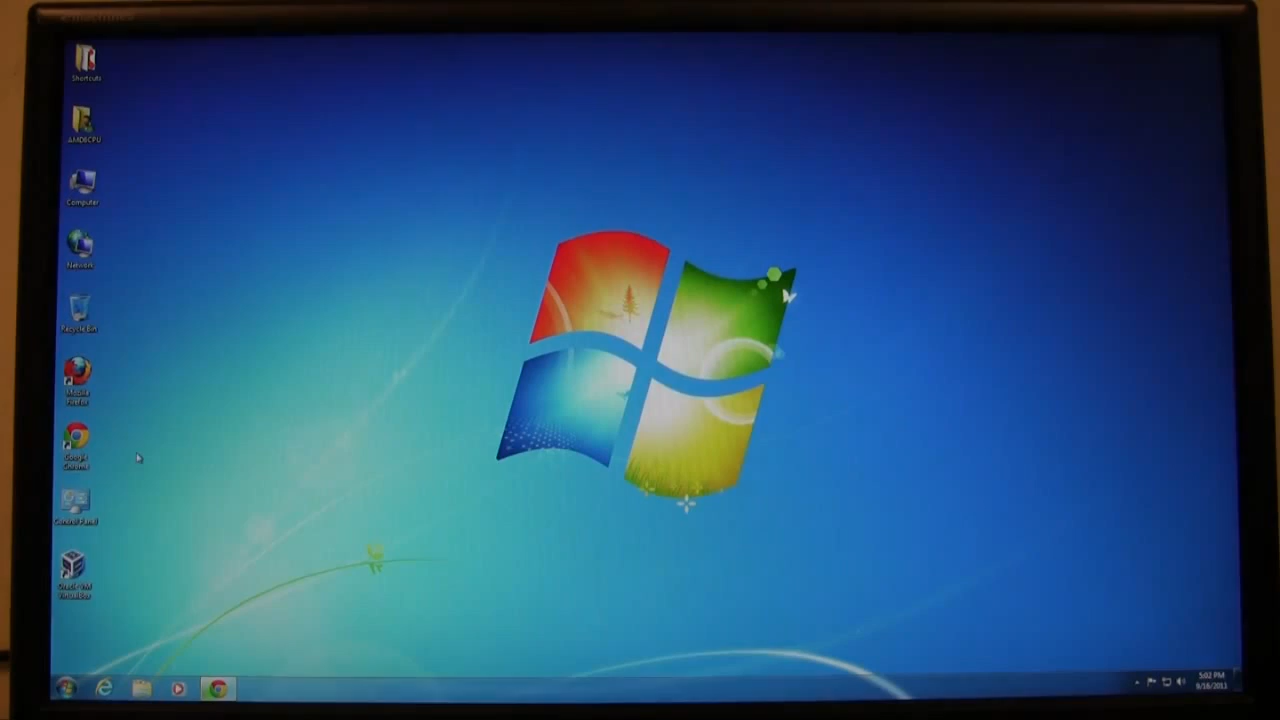 Shortcuts
AMD8CPU
Computer
Network
Recycle Bin
Mozilla
Firefox
Google
Chrome
Control Panel
Oracle VM
VirtualBox
5:02 PM
9/18/2013